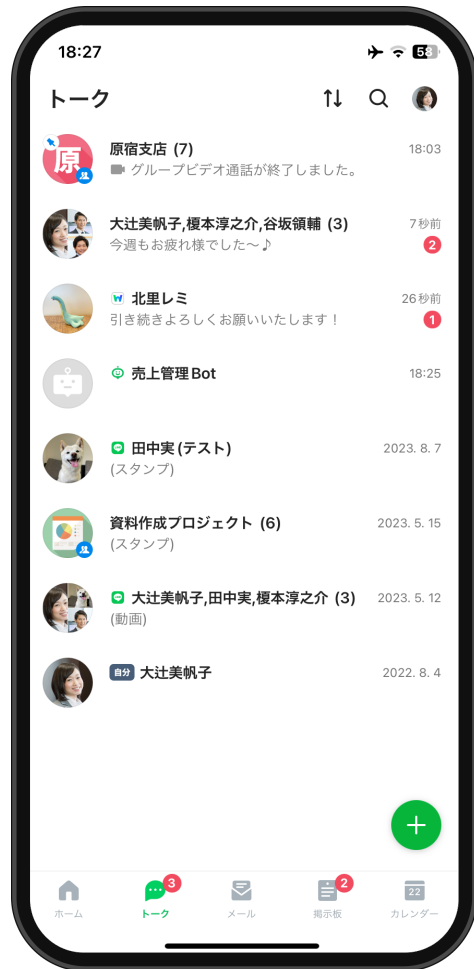 18:27
58
トーク
原
原宿支店 (7)
18:03
グループビデオ通話が終了しました。
大辻美帆子,榎本淳之介,谷坂領輔 (3)
7秒前
今週もお疲れ様でした〜♪
2
W 北里レミ
26秒前
引き続きよろしくお願いいたします！
1
売上管理Bot
18:25
田中実(テスト)
2023. 8. 7
(スタンプ)
資料作成プロジェクト (6)
2023. 5. 15
(スタンプ)
大辻美帆子,田中実,榎本淳之介 (3)
2023. 5. 12
(動画)
自分 大辻美帆子
2022. 8. 4
3
2
22
ホーム
トーク
メール
掲示板
カレンダー